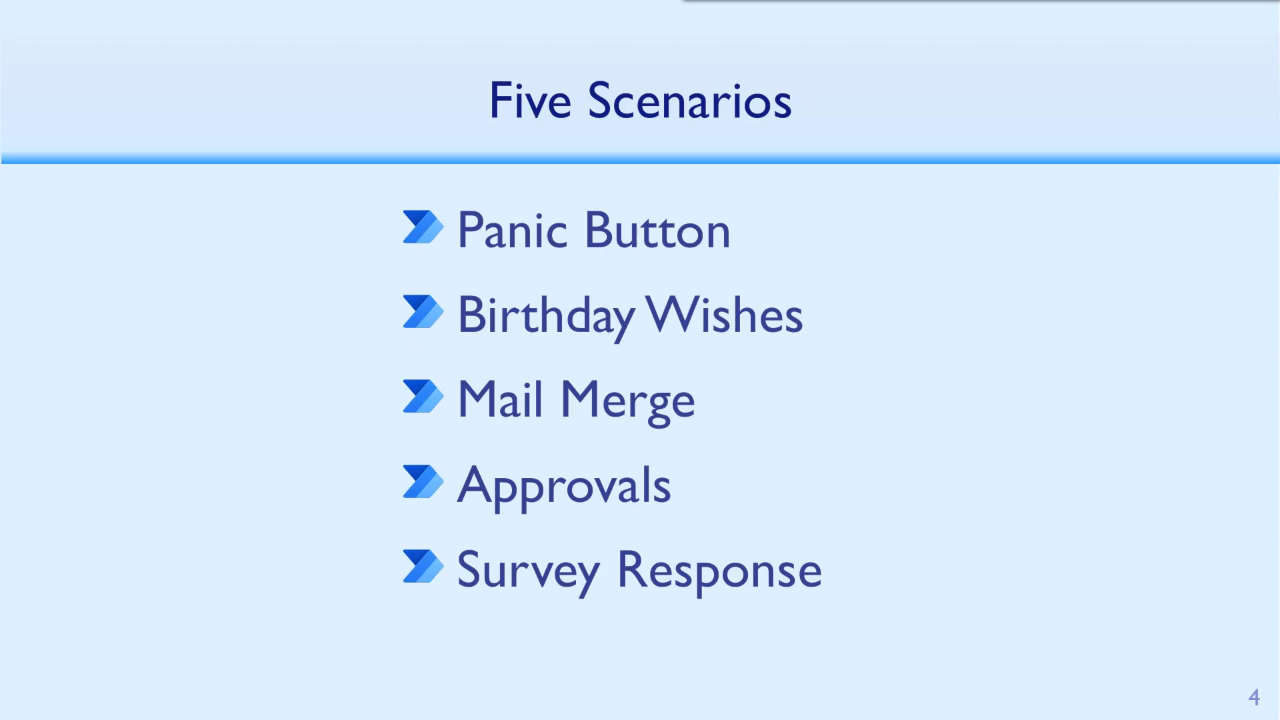 Five Scenarios
Panic Button
Birthday Wishes
Mail Merge
Approvals
Survey Response
4